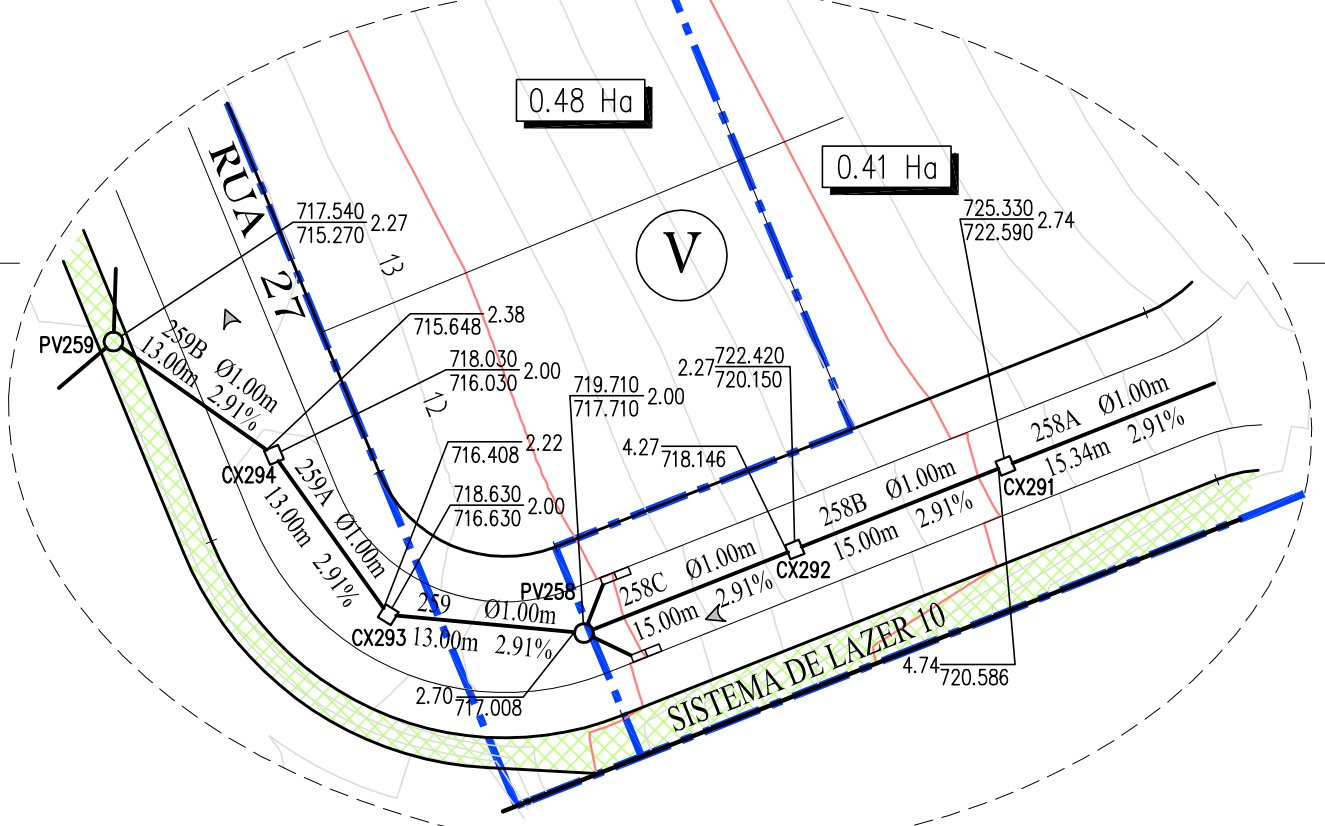 0.48 Ha
0.41 Ha
RUA 27
V
13
12
717.540
715.270
2.27
715.648
2.38
718.030
716.030
2.00
716.408
2.22
718.630
716.630
2.00
719.710
717.710
2.00
722.420
720.150
2.27
4.27
718.146
725.330
722.590
2.74
PV259
259B Ø1.00m
13.00m 2.91%
CX294
259A Ø1.00m
13.00m 2.91%
CX293
259 Ø1.00m
13.00m 2.91%
PV258
2.70
717.008
258C Ø1.00m
15.00m 2.91%
CX292
258B Ø1.00m
15.00m 2.91%
CX291
258A Ø1.00m
15.34m 2.91%
4.74
720.586
SISTEMA DE LAZER 10